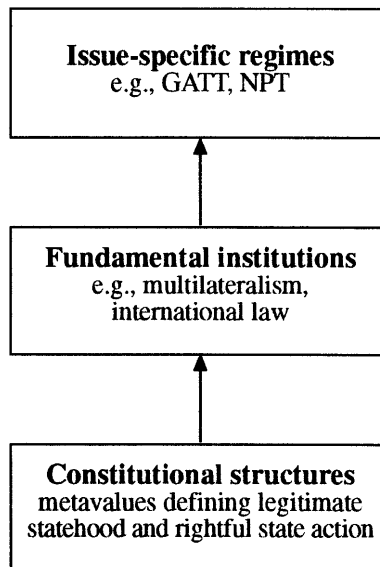 Issue-specific regimes
e.g., GATT, NPT
Fundamental institutions
e.g., multilateralism,
international law
Constitutional structures
metavalues defining legitimate
statehood and rightful state action